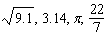 √9.1, 3.14, π, 22/7